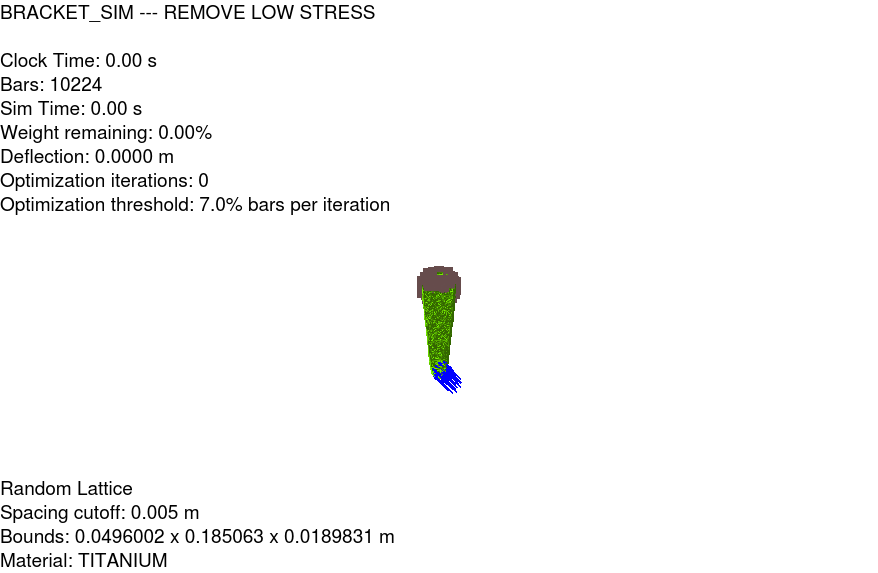 BRACKET_SIM --- REMOVE LOW STRESS
Clock Time: 0.00 s
Bars: 10224
Sim Time: 0.00 s
Weight remaining: 0.00%
Deflection: 0.0000 m
Optimization iterations: 0
Optimization threshold: 7.0% bars per iteration
Random Lattice
Spacing cutoff: 0.005 m
Bounds: 0.0496002 x 0.185063 x 0.0189831 m
Material: TITANIUM